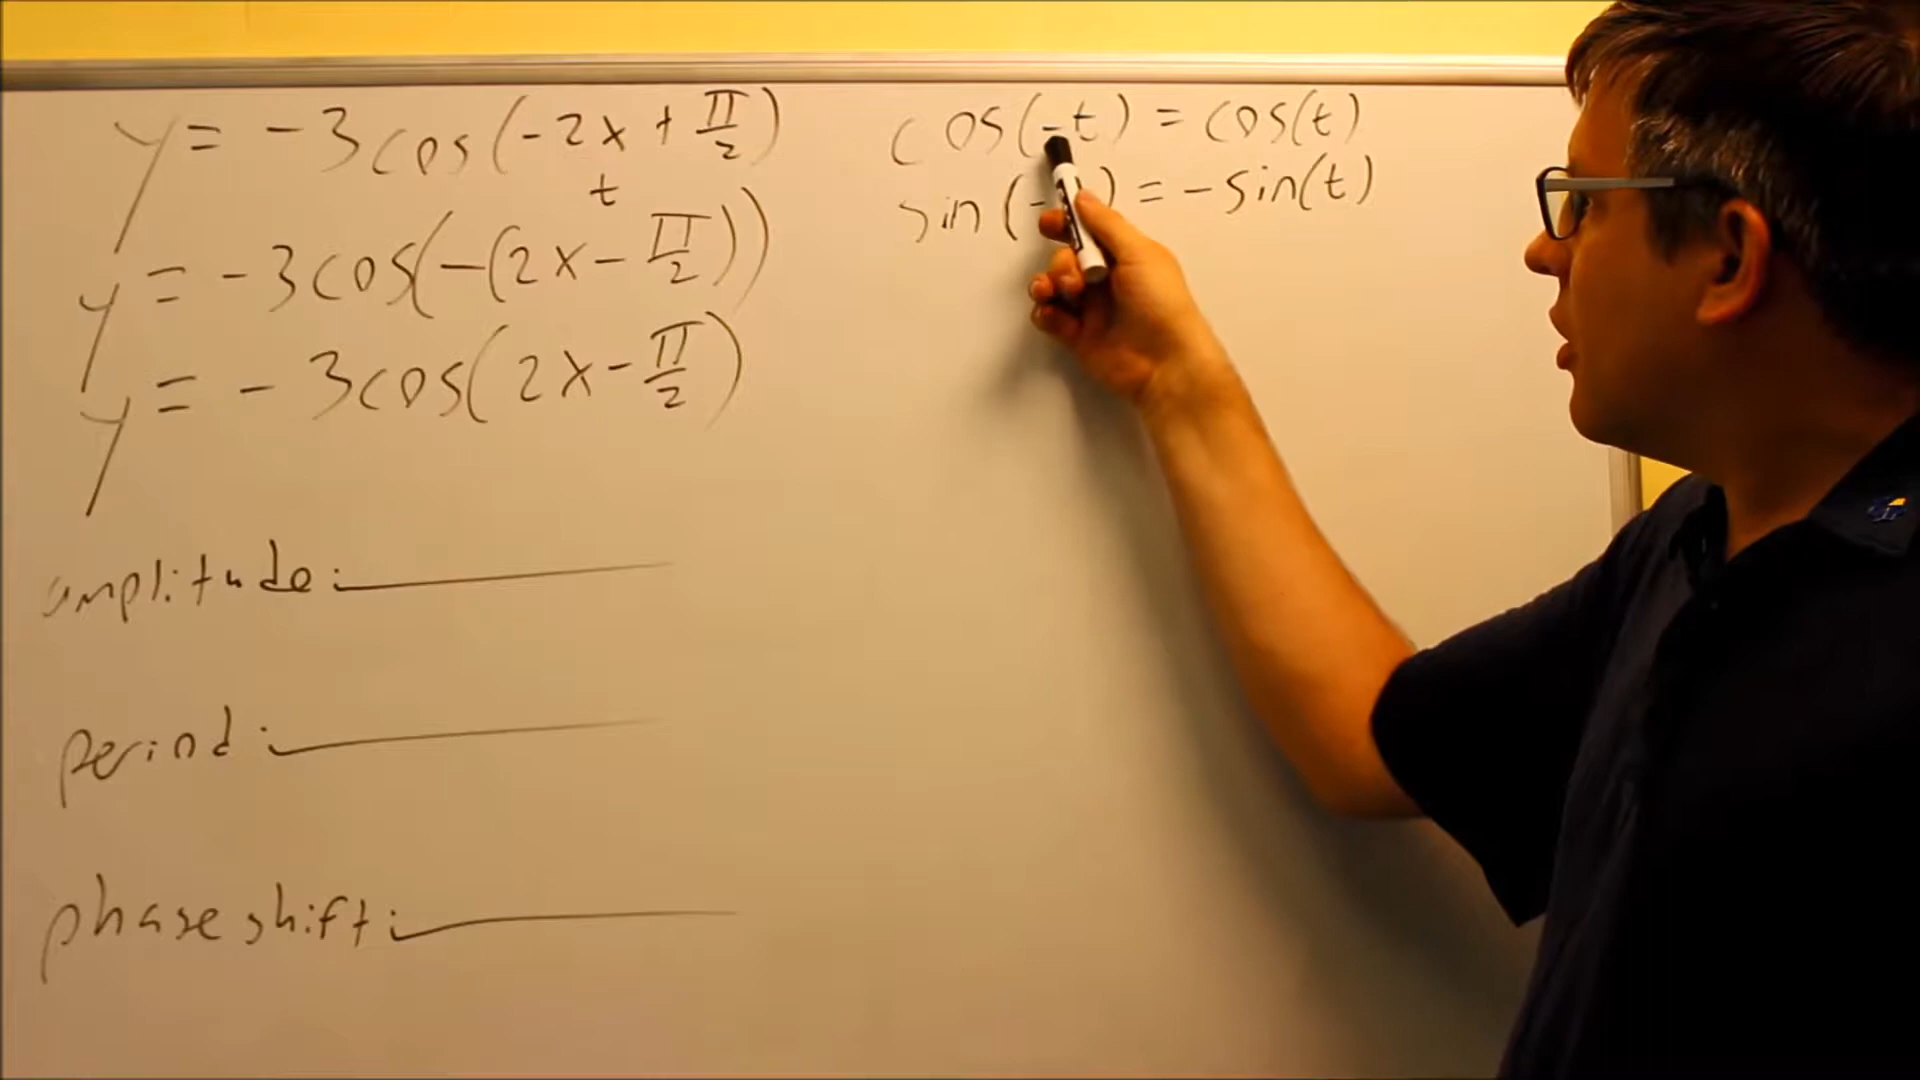 y = -3cos(-2x + π/2)
t
y = -3cos(-(2x - π/2))
y = -3cos(2x - π/2)
cos(-t) = cos(t)
sin(- ) = -sin(t)
amplitude:
period:
phase shift: